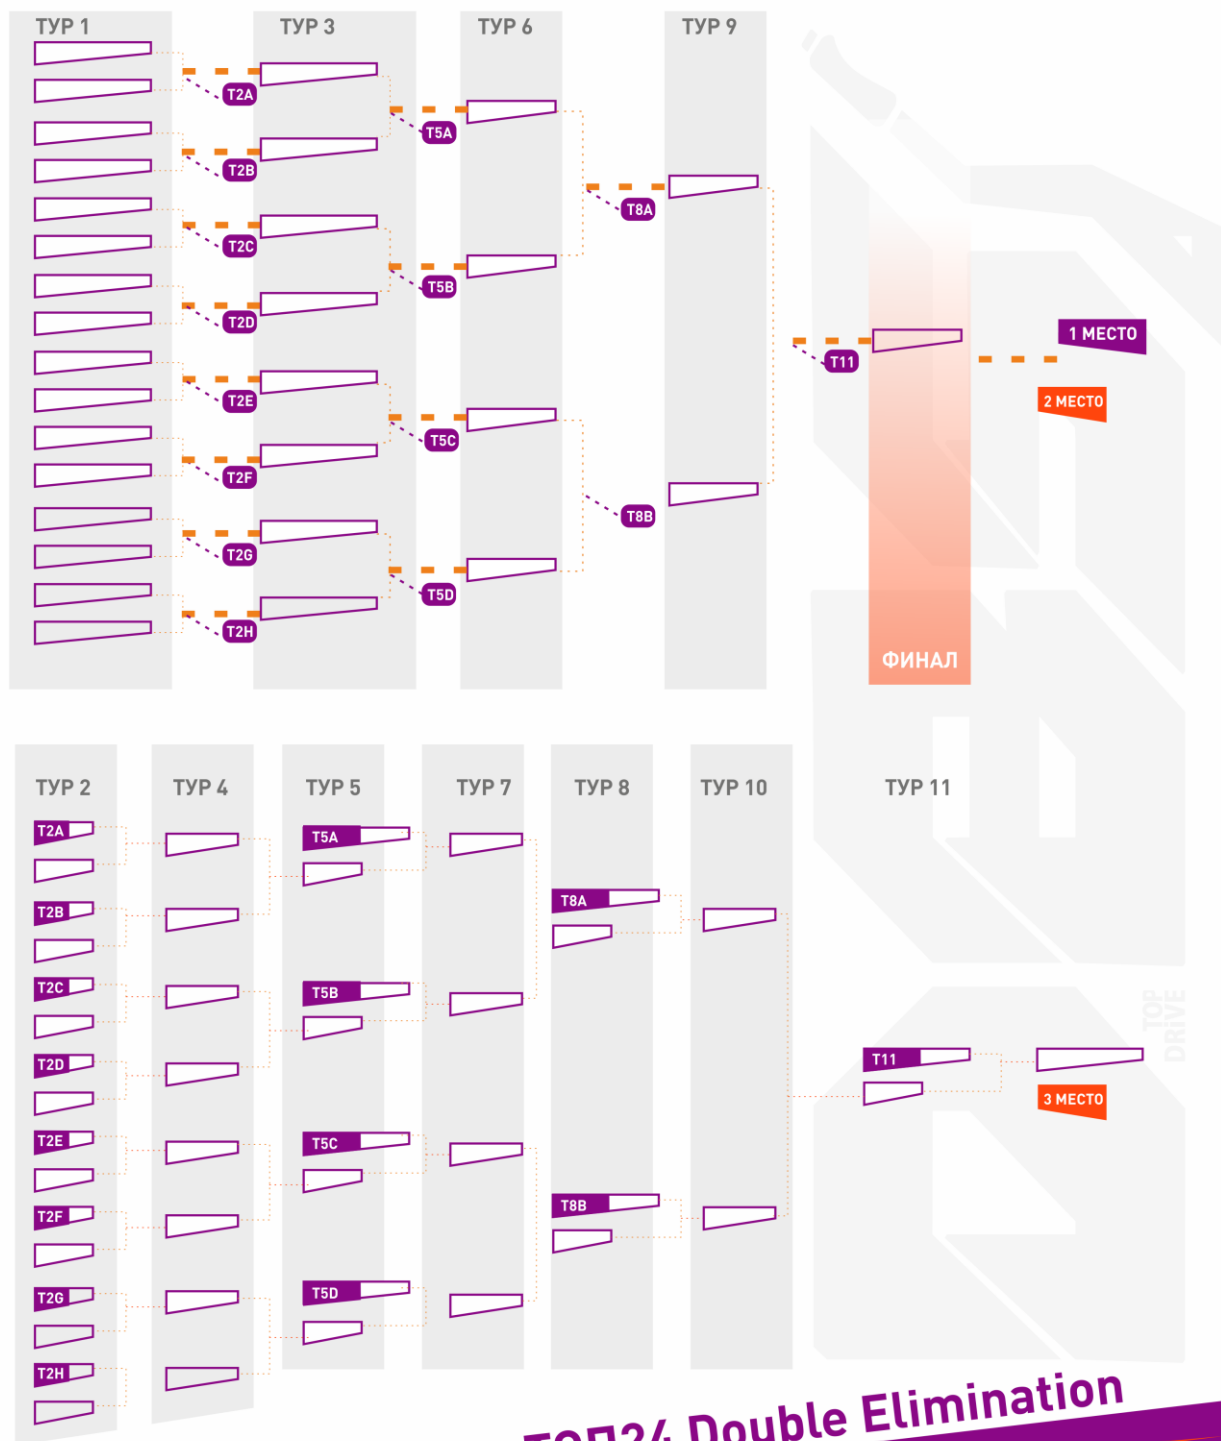 ТУР 1 ТУР 3 ТУР 6 ТУР 9
T2A
T5A
T2B
T8A
T2C
T5B
T2D
1 МЕСТО
T11
T2E
2 МЕСТО
T5C
T2F
T8B
T2G
T5D
T2H
ФИНАЛ
ТУР 2 ТУР 4 ТУР 5 ТУР 7 ТУР 8 ТУР 10 ТУР 11
T2A
T5A
T8A
T2B
T2C
T5B
TOP
DRiVE
T2D
T11
3 МЕСТО
T2E
T5C
T8B
T2F
T2G
T5D
T2H
ТОП24 Double Elimination